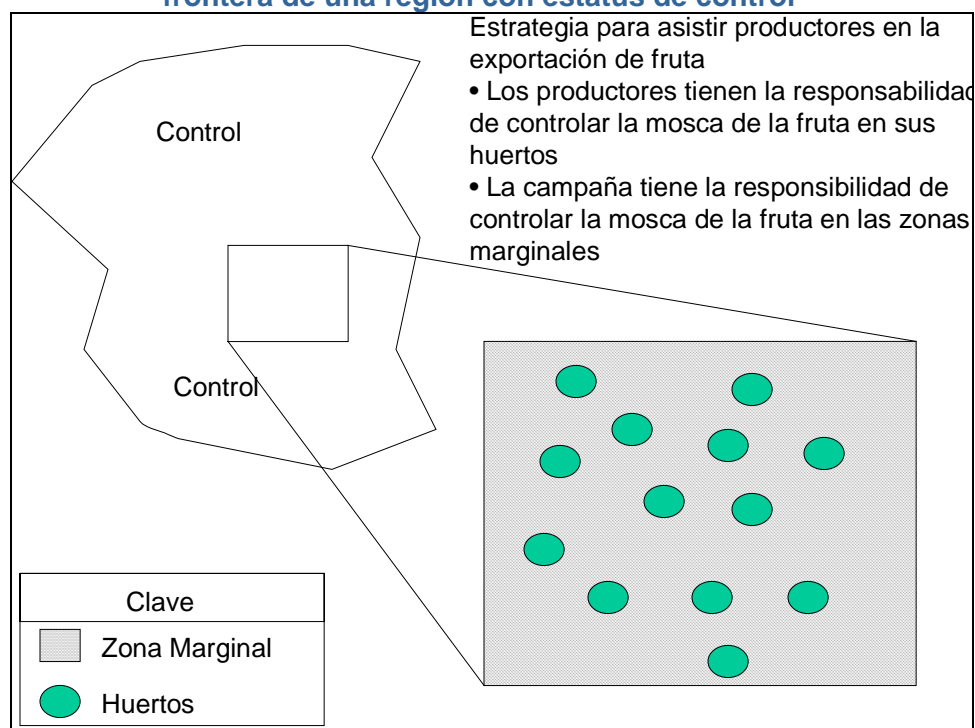 frontera de una región con estatus de control
Estrategia para asistir productores en la
exportación de fruta
• Los productores tienen la responsabilidad
de controlar la mosca de la fruta en sus
huertos
• La campaña tiene la responsibilidad de
controlar la mosca de la fruta en las zonas
marginales
Control
Control
Clave
Zona Marginal
Huertos